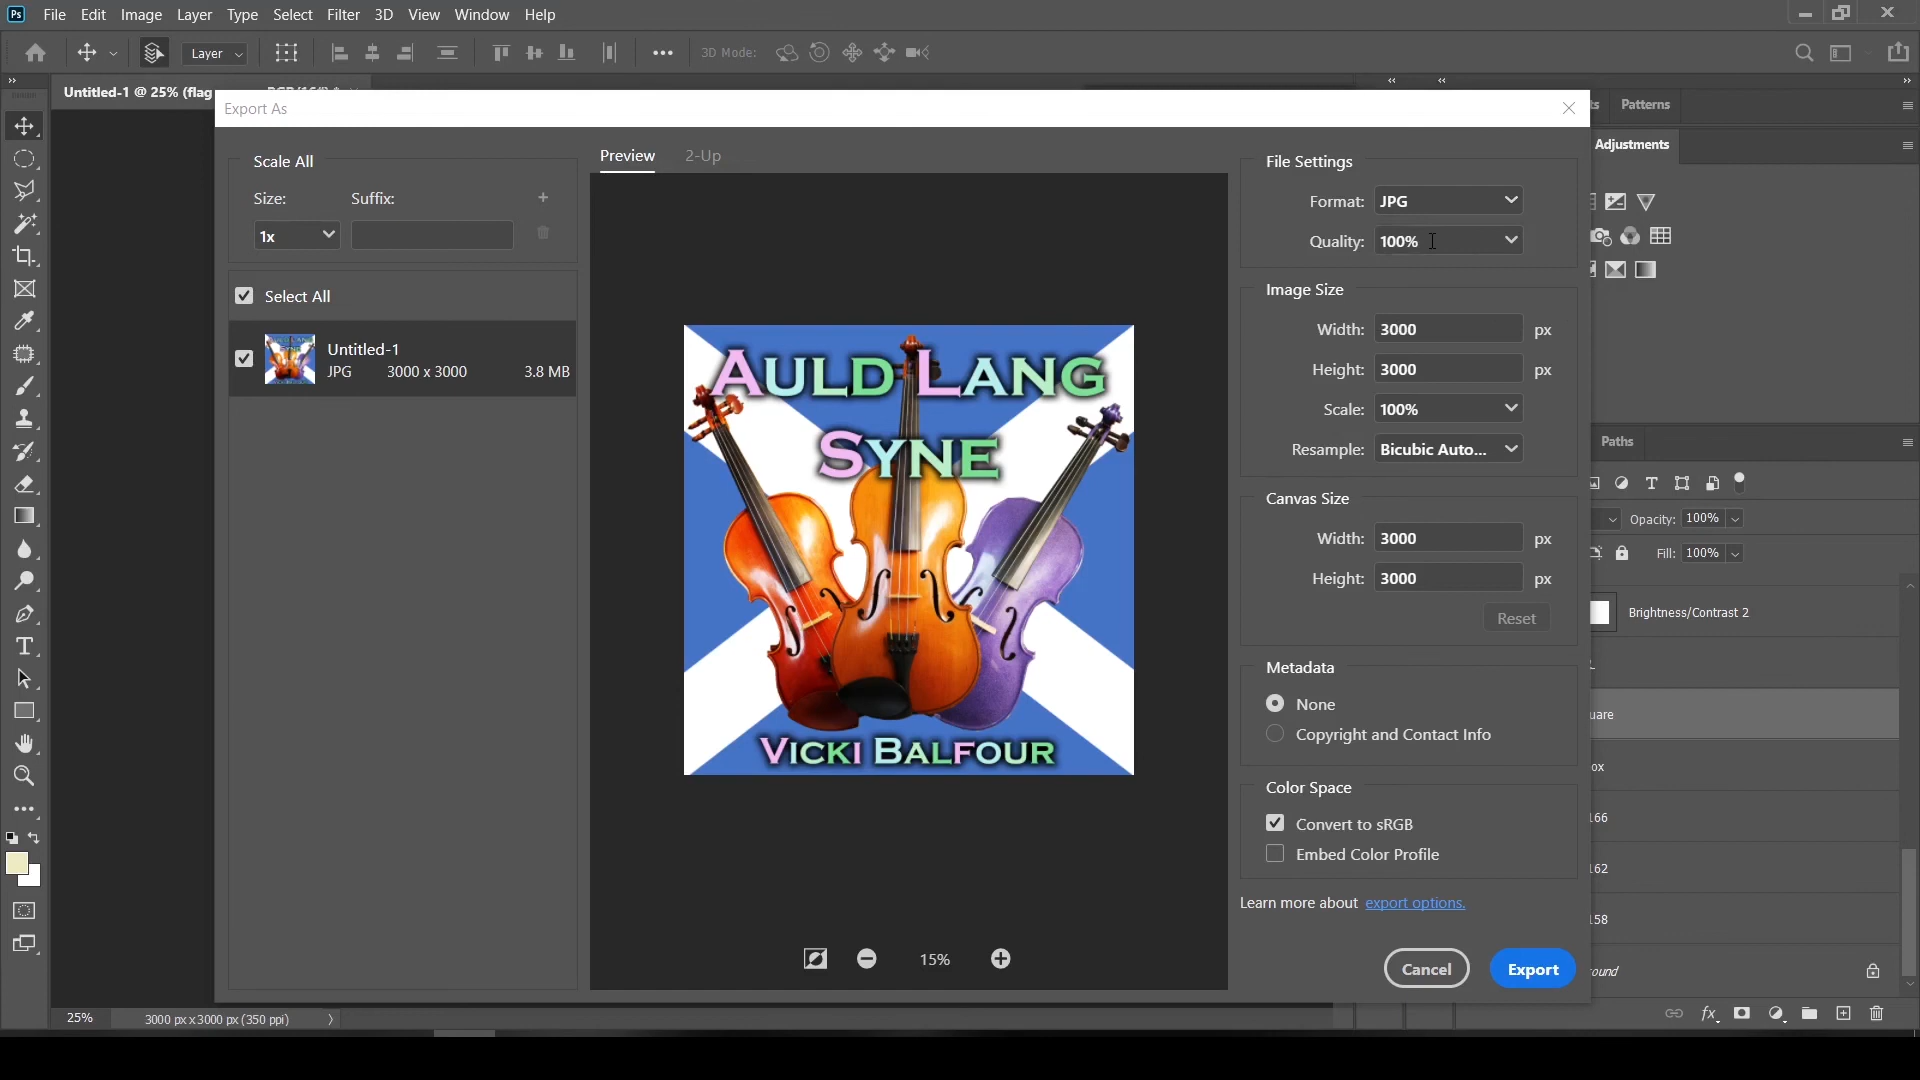 Ps File Edit Image Layer Type Select Filter 3D View Window Help
Layer 3D Mode:
Untitled-1 @ 25% (flag
Patterns
Export As
Adjustments
Scale All
Size: Suffix:
1x
Select All
Untitled-1
JPG 3000 x 3000 3.8 MB
Preview 2-Up
AULD LANG
SYNE
VICKI BALFOUR
15%
File Settings
Format: JPG
Quality: 100%
Image Size
Width: 3000 px
Height: 3000 px
Scale: 100%
Resample: Bicubic Auto...
Canvas Size
Width: 3000 px
Height: 3000 px
Reset
Metadata
None
Copyright and Contact Info
Color Space
Convert to sRGB
Embed Color Profile
Learn more about export options.
Cancel Export
Paths
Opacity: 100%
Fill: 100%
Brightness/Contrast 2
uare
ox
166
162
158
ound
25% 3000 px x 3000 px (350 ppi)
fx